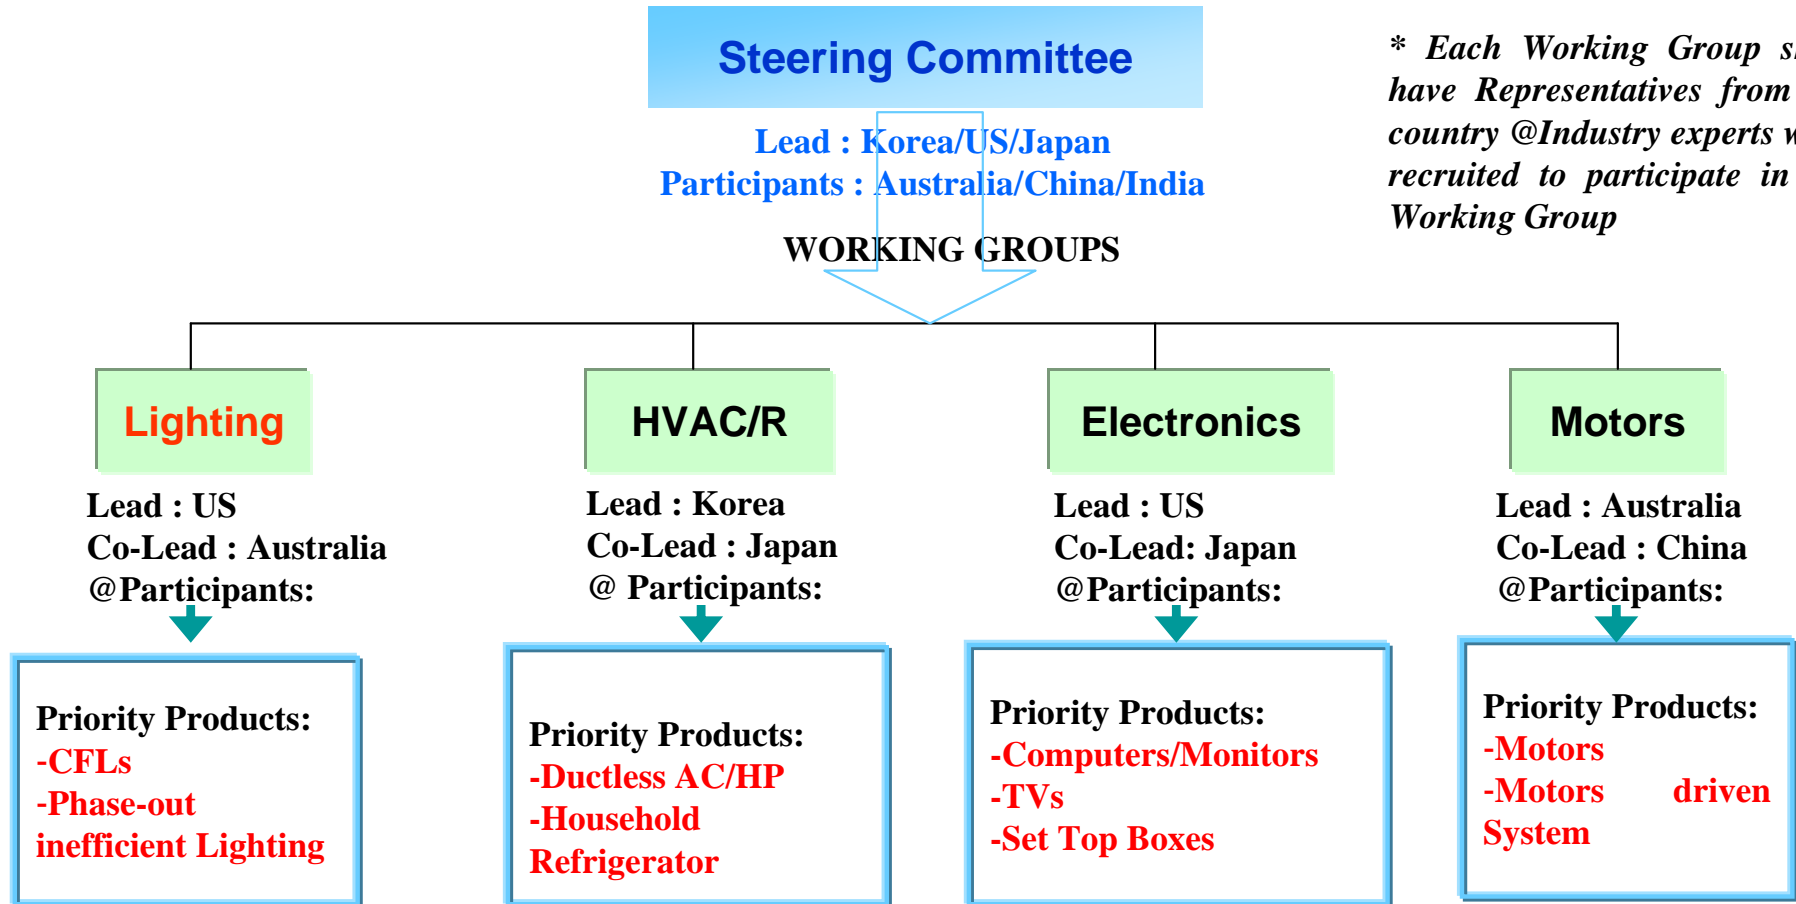 Steering Committee
Lead : Korea/US/Japan
Participants : Australia/China/India
WORKING GROUPS
* Each Working Group
have Representatives from
country @Industry experts
recruited to participate in
Working Group
Lighting
Lead : US
Co-Lead : Australia
@Participants:
Priority Products:
-CFLs
-Phase-out
inefficient Lighting
HVAC/R
Lead : Korea
Co-Lead : Japan
@ Participants:
Priority Products:
-Ductless AC/HP
-Household
Refrigerator
Electronics
Lead : US
Co-Lead: Japan
@Participants:
Priority Products:
-Computers/Monitors
-TVs
-Set Top Boxes
Motors
Lead : Australia
Co-Lead : China
@Participants:
Priority Products:
-Motors
-Motors driven
System